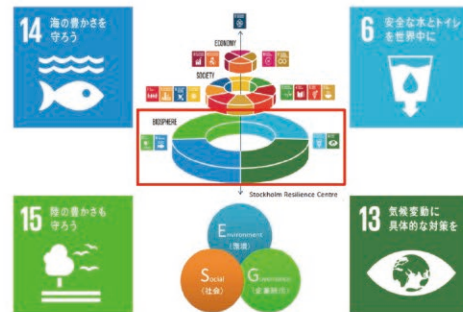 14 海の豊かさを
守ろう
6 安全な水とトイレ
を世界中に
ECONOMY
SOCIETY
BIOSPHERE
Stockholm Resilience Centre
15 陸の豊かさも
守ろう
13 気候変動に
具体的な対策を
Environment
(環境)
Social
(社会)
Governance
(企業統治)